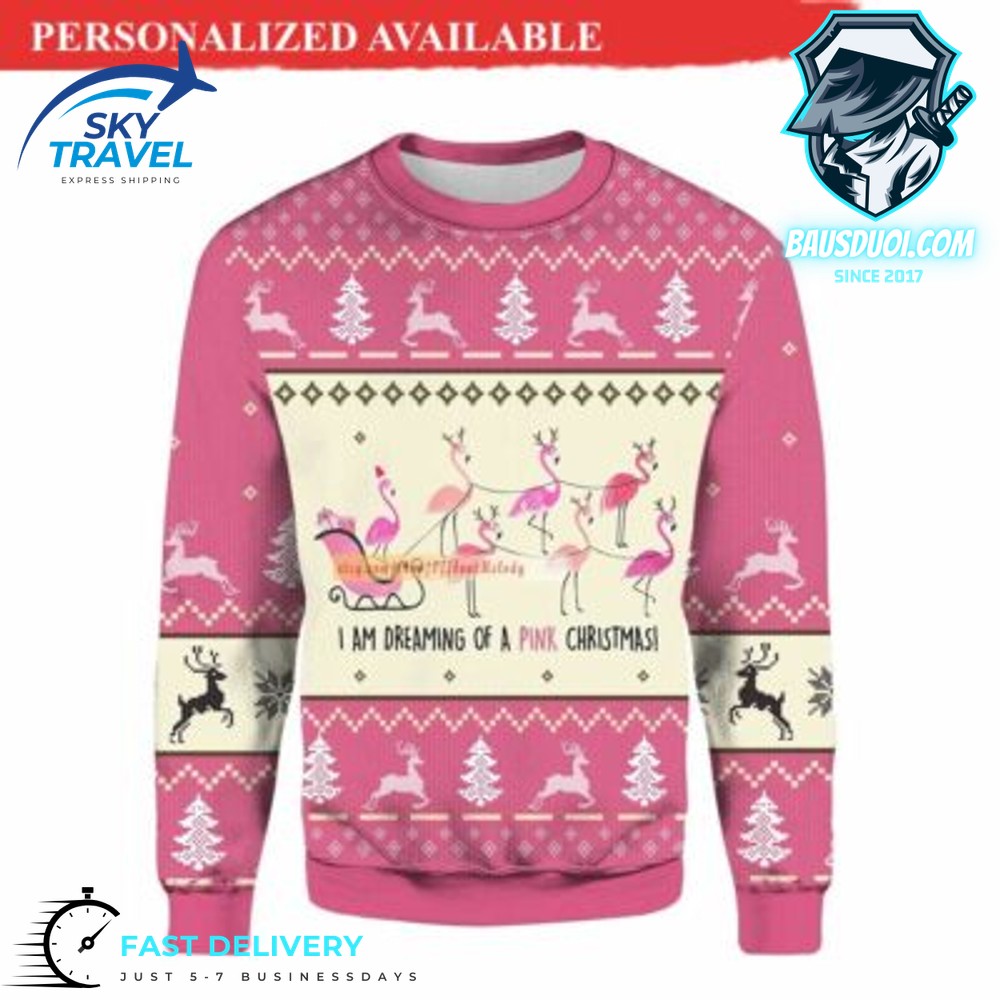 PERSONALIZED AVAILABLE
SKY
TRAVEL
EXPRESS SHIPPING
BAUSDUOI.COM
SINCE 2017
Melody
I AM DREAMING OF A PINK CHRISTMAS!
FAST DELIVERY
JUST 5-7 BUSINESSDAYS